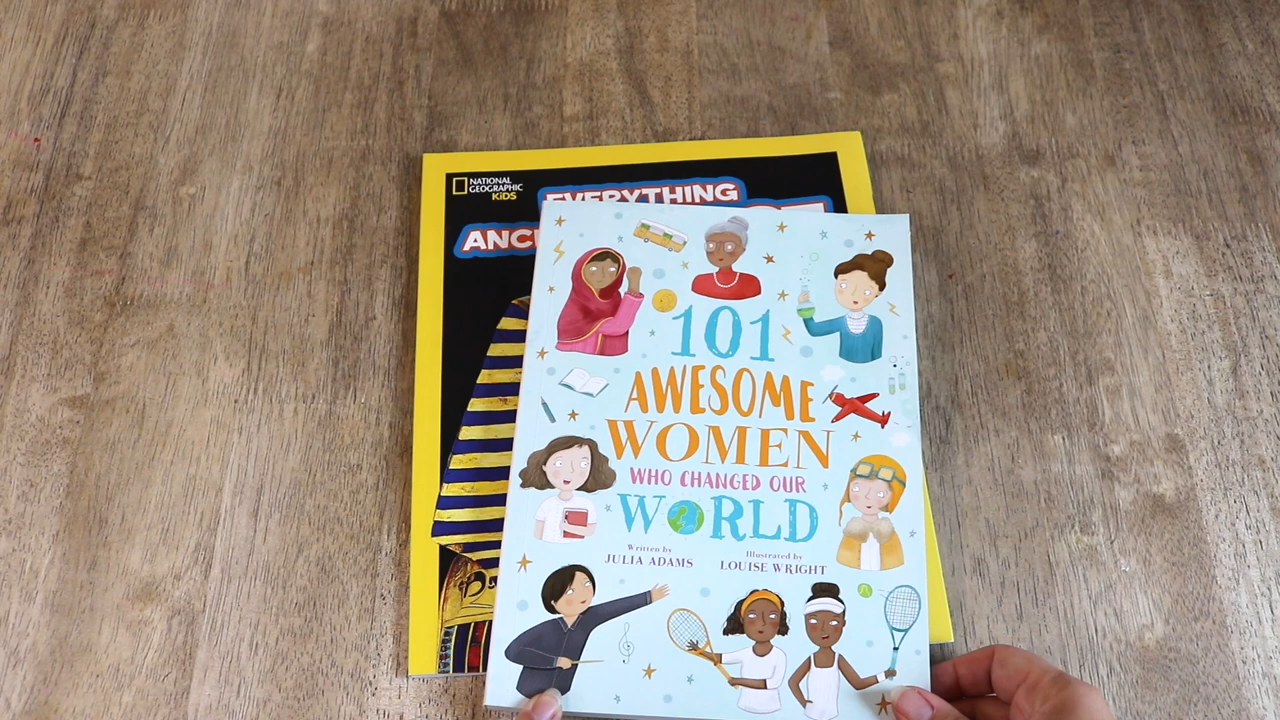 NATIONAL
GEOGRAPHIC
KiDS
EVERYTHING
101
AWESOME
WOMEN
WHO CHANGED OUR
WORLD
Written by
JULIA ADAMS
Illustrated by
LOUISE WRIGHT